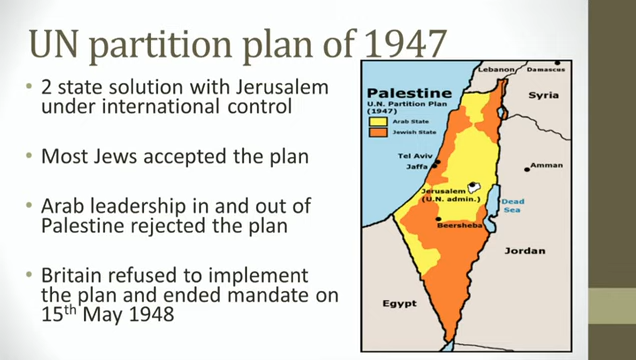 UN partition plan of 1947
• 2 state solution with Jerusalem
under international control
• Most Jews accepted the plan
• Arab leadership in and out of
Palestine rejected the plan
• Britain refused to implement
the plan and ended mandate on
15th May 1948
Lebanon
Damascus
Palestine
U.N. Partition Plan
(1947)
Arab State
Jewish State
Syria
Tel Aviv
Jaffa
Amman
Jerusalem
(U.N. admin.)
Dead
Sea
Beersheba
Jordan
Egypt